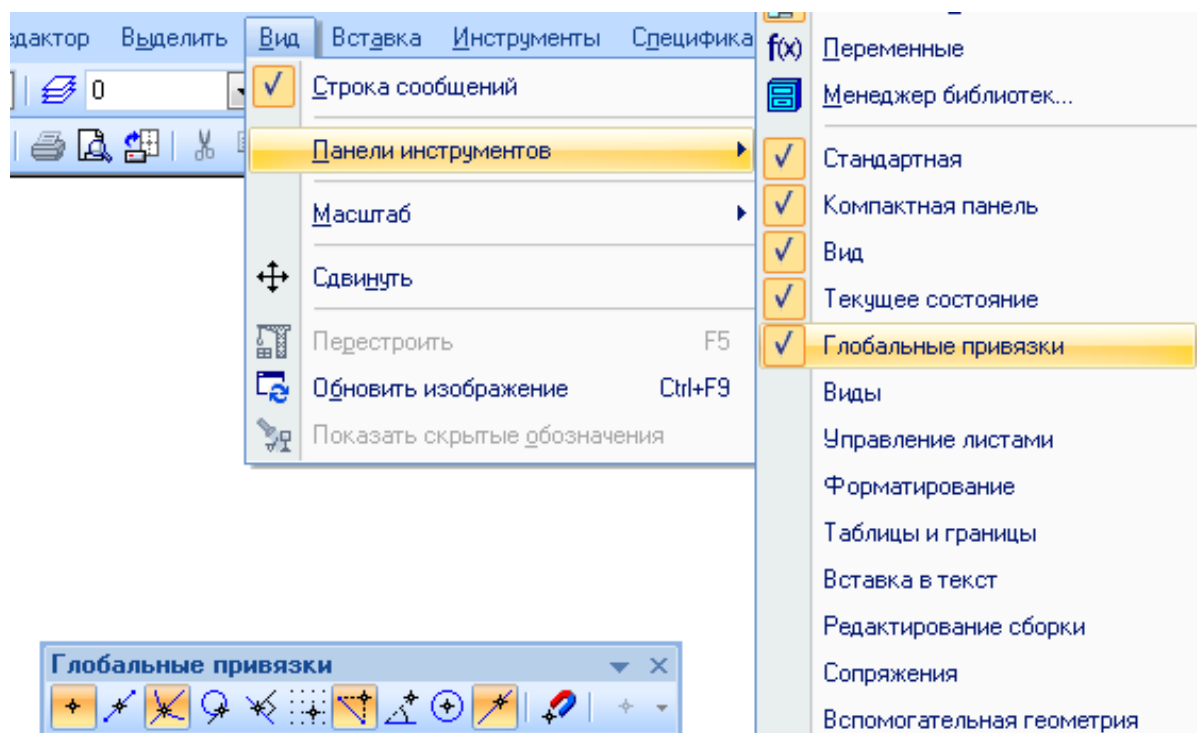 едактор Выделить Вид Вставка Инструменты Специфика
0
Строка сообщений
Панели инструментов
Масштаб
Сдвинуть
Перестроить F5
Обновить изображение Ctrl+F9
Показать скрытые обозначения
f(x) Переменные
Менеджер библиотек...
Стандартная
Компактная панель
Вид
Текущее состояние
Глобальные привязки
Виды
Управление листами
Форматирование
Таблицы и границы
Вставка в текст
Редактирование сборки
Сопряжения
Вспомогательная геометрия
Глобальные привязки